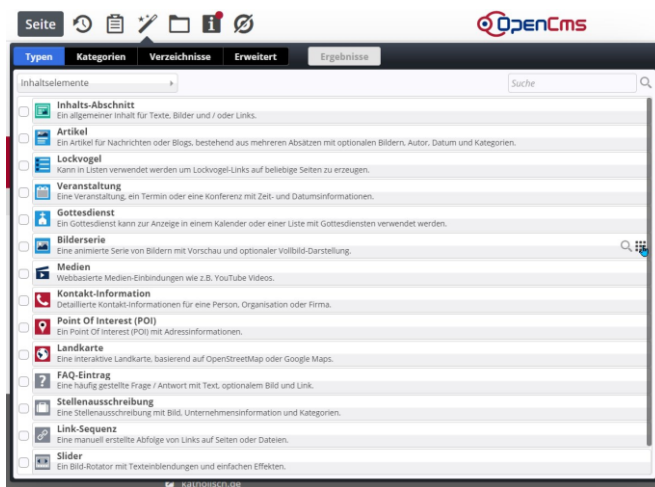 Seite
OpenCms
Typen Kategorien Verzeichnisse Erweitert Ergebnisse
Inhaltselemente Suche
Inhalts-Abschnitt
Ein allgemeiner Inhalt für Texte, Bilder und / oder Links.
Artikel
Ein Artikel für Nachrichten oder Blogs, bestehend aus mehreren Absätzen mit optionalen Bildern, Autor, Datum und Kategorien.
Lockvogel
Kann in Listen verwendet werden um Lockvogel-Links auf beliebige Seiten zu erzeugen.
Veranstaltung
Eine Veranstaltung, ein Termin oder eine Konferenz mit Zeit- und Datumsinformationen.
Gottesdienst
Ein Gottesdienst kann zur Anzeige in einem Kalender oder einer Liste mit Gottesdiensten verwendet werden.
Bilderserie
Eine animierte Serie von Bildern mit Vorschau und optionaler Vollbild-Darstellung.
Medien
Webbasierte Medien-Einbindungen wie z.B. YouTube Videos.
Kontakt-Information
Detaillierte Kontakt-Informationen für eine Person, Organisation oder Firma.
Point Of Interest (POI)
Ein Point Of Interest (POI) mit Adressinformationen.
Landkarte
Eine interaktive Landkarte, basierend auf OpenStreetMap oder Google Maps.
FAQ-Eintrag
Eine häufig gestellte Frage / Antwort mit Text, optionalem Bild und Link.
Stellenausschreibung
Eine Stellenausschreibung mit Bild, Unternehmensinformation und Kategorien.
Link-Sequenz
Eine manuell erstellte Abfolge von Links auf Seiten oder Dateien.
Slider
Ein Bild-Rotator mit Texteinblendungen und einfachen Effekten.
katholisch.de